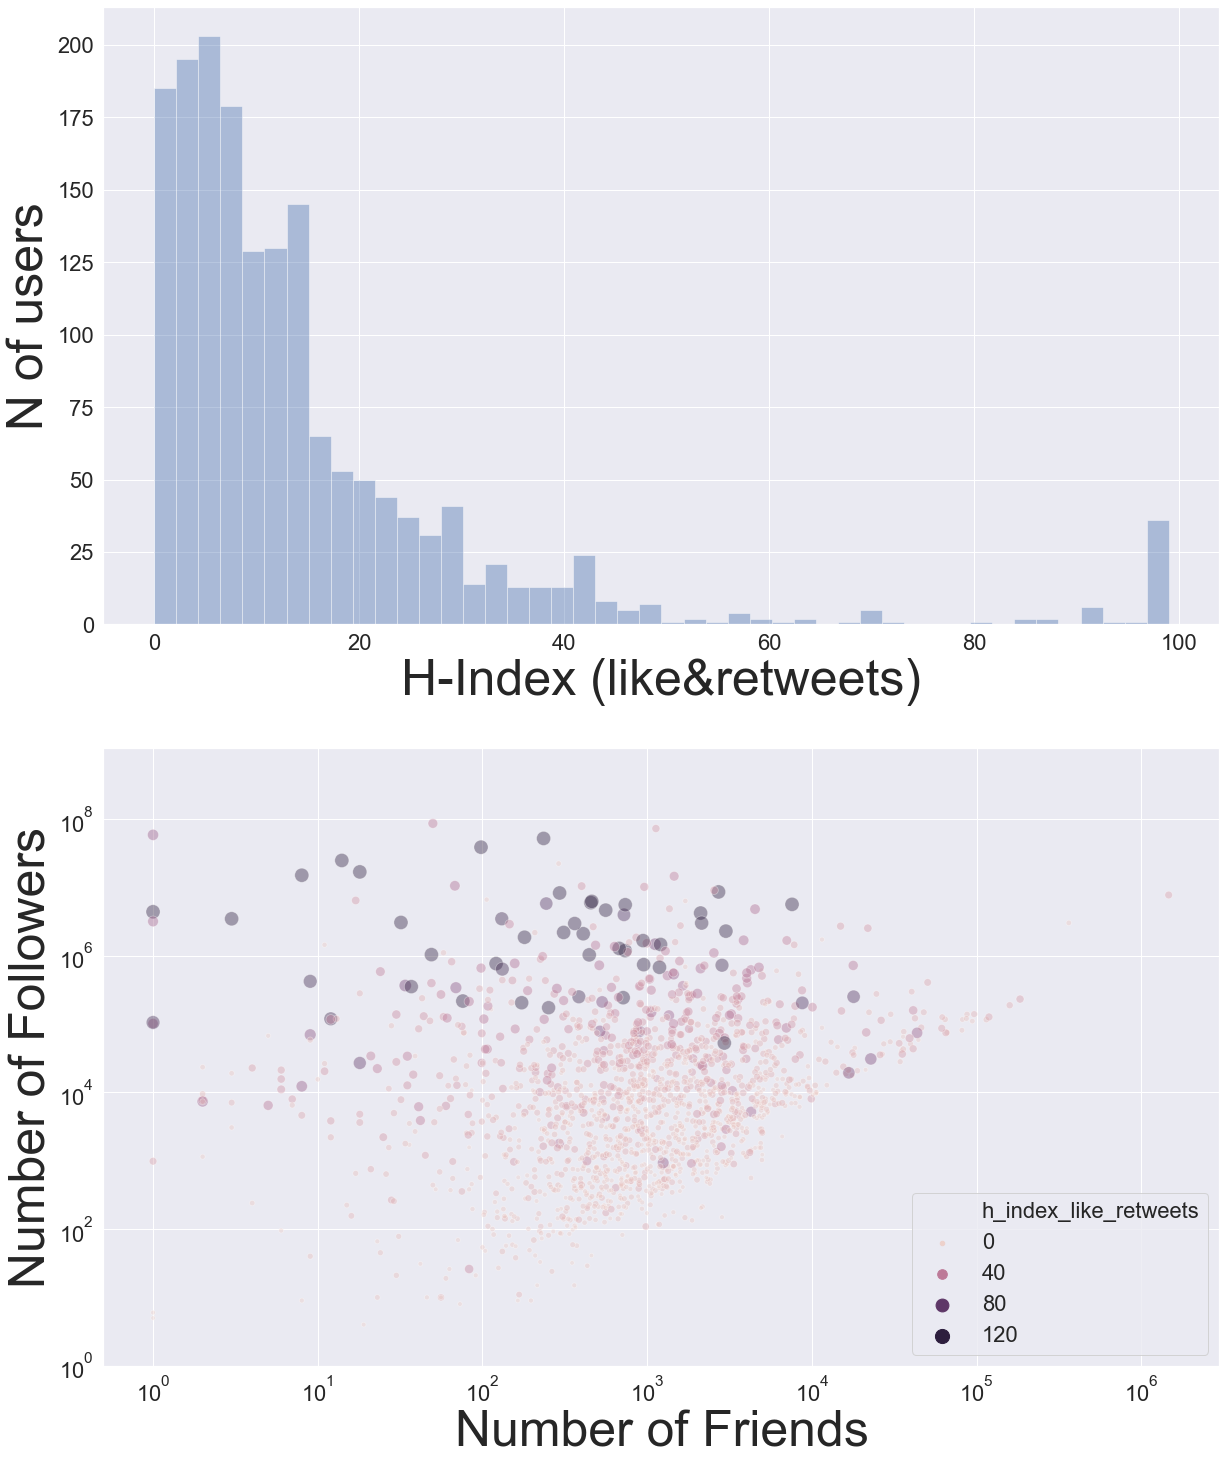 200
175
150
125
100
75
50
25
0
N of users
0 20 40 60 80 100
H-Index (like&retweets)
10^8
10^6
10^4
10^2
10^0
Number of Followers
h_index_like_retweets
0
40
80
120
10^0 10^1 10^2 10^3 10^4 10^5 10^6
Number of Friends